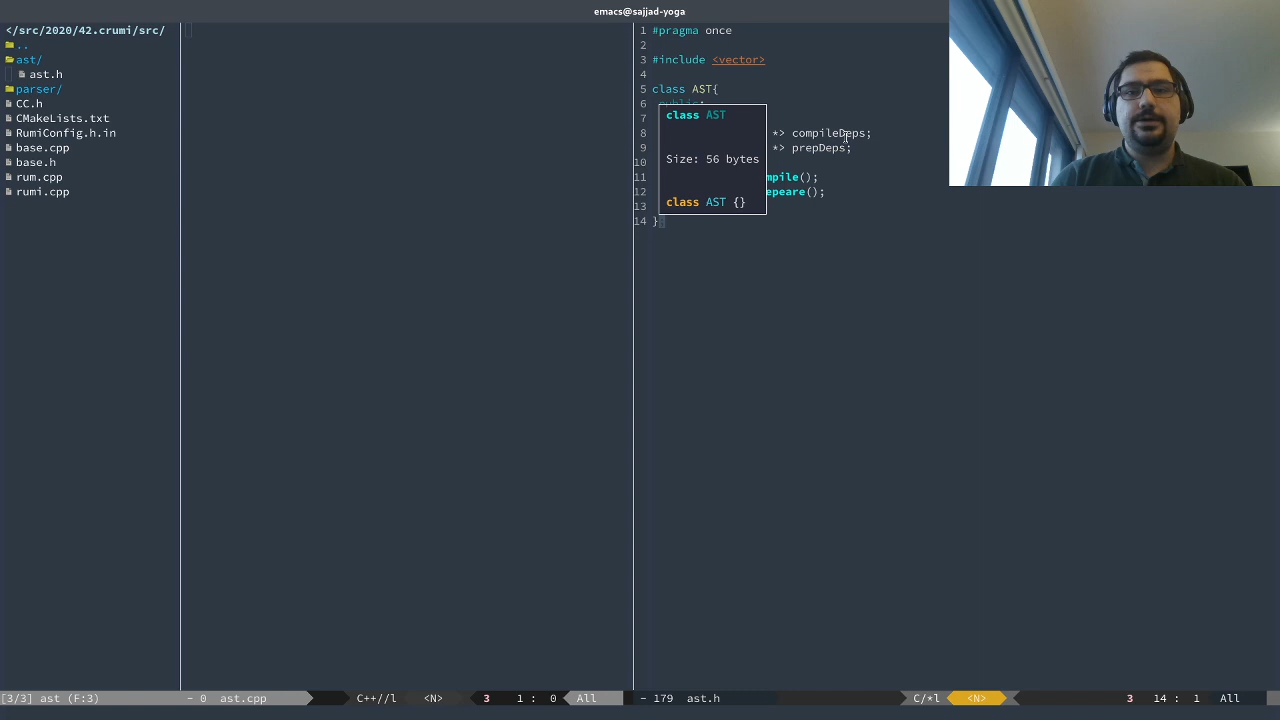 emacs@sajjad-yoga
</src/2020/42.crumi/src/
..
ast/
ast.h
parser/
CC.h
CMakeLists.txt
RumiConfig.h.in
base.cpp
base.h
rum.cpp
rumi.cpp
1 #pragma once
2
3 #include <vector>
4
5 class AST{
6 public:
7
8 *> compileDeps;
9 *> prepDeps;
10
11 mpile();
12 epeare();
13
14 }
class AST
Size: 56 bytes
class AST {}
[3/3] ast (F:3)
- 0 ast.cpp C++//l <N> 3 1 : 0 All
- 179 ast.h C/*l <N> 3 14 : 1 All